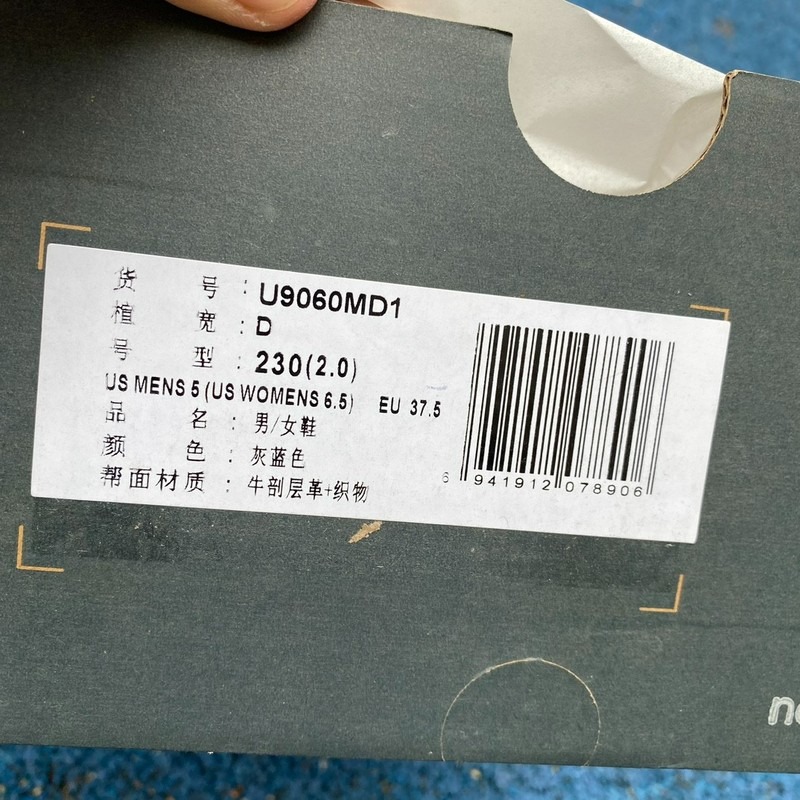 货 号 : U9060MD1
楦 宽 : D
号 型 : 230(2.0)
US MENS 5 (US WOMENS 6.5) EU 37.5
品 名 : 男/女鞋
颜 色 : 灰蓝色
帮面材质 : 牛剖层革+织物
6 941912 078906